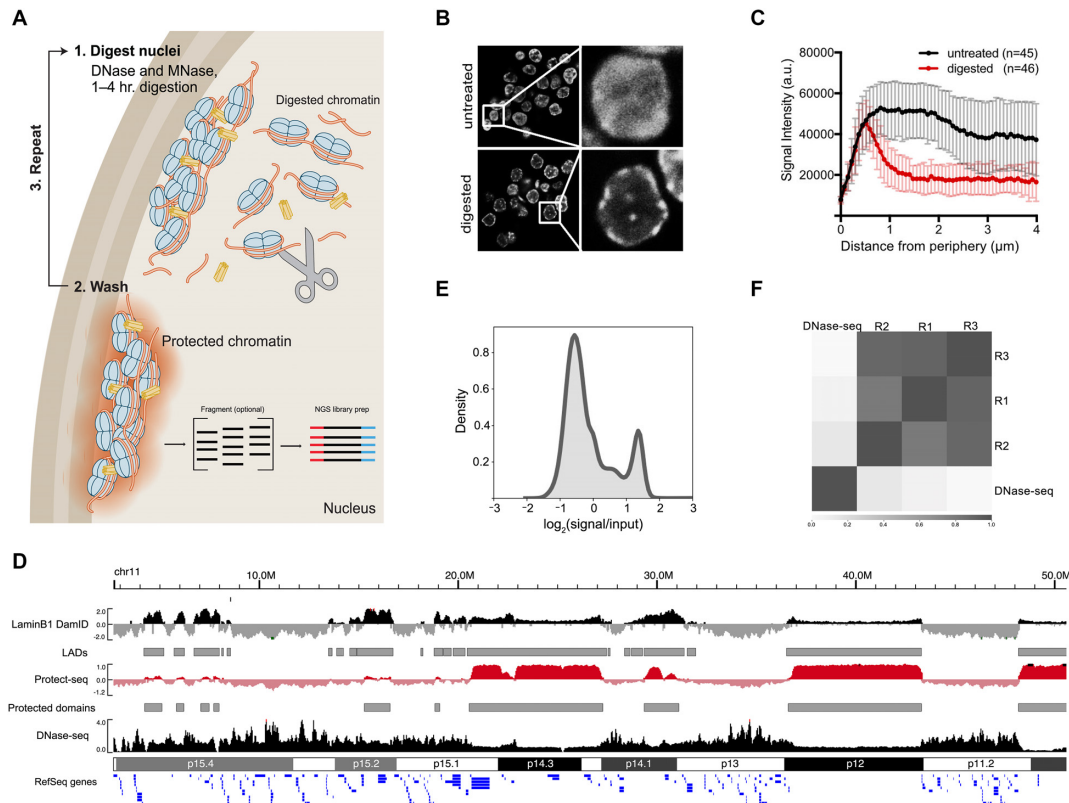 A
1. Digest nuclei
DNase and MNase,
1–4 hr. digestion
Digested chromatin
3. Repeat
2. Wash
Protected chromatin
Fragment (optional)
NGS library prep
Nucleus
B
untreated
digested
C
untreated (n=45)
digested (n=46)
Signal Intensity (a.u.)
80000
60000
40000
20000
0 1 2 3 4
Distance from periphery (μm)
E
Density
0.8
0.6
0.4
0.2
−3 −2 −1 0 1 2 3
log2(signal/input)
F
DNase-seq R2 R1 R3
R3
R1
R2
DNase-seq
0.0 0.2 0.4 0.6 0.8 1.0
D
chr11
10.0M 20.0M 30.0M 40.0M 50.0M
LaminB1 DamID
2.0
-2.0
LADs
Protect-seq
1.0
-1.2
Protected domains
DNase-seq
4.0
0.0
p15.4 p15.2 p15.1 p14.3 p14.1 p13 p12 p11.2
RefSeq genes